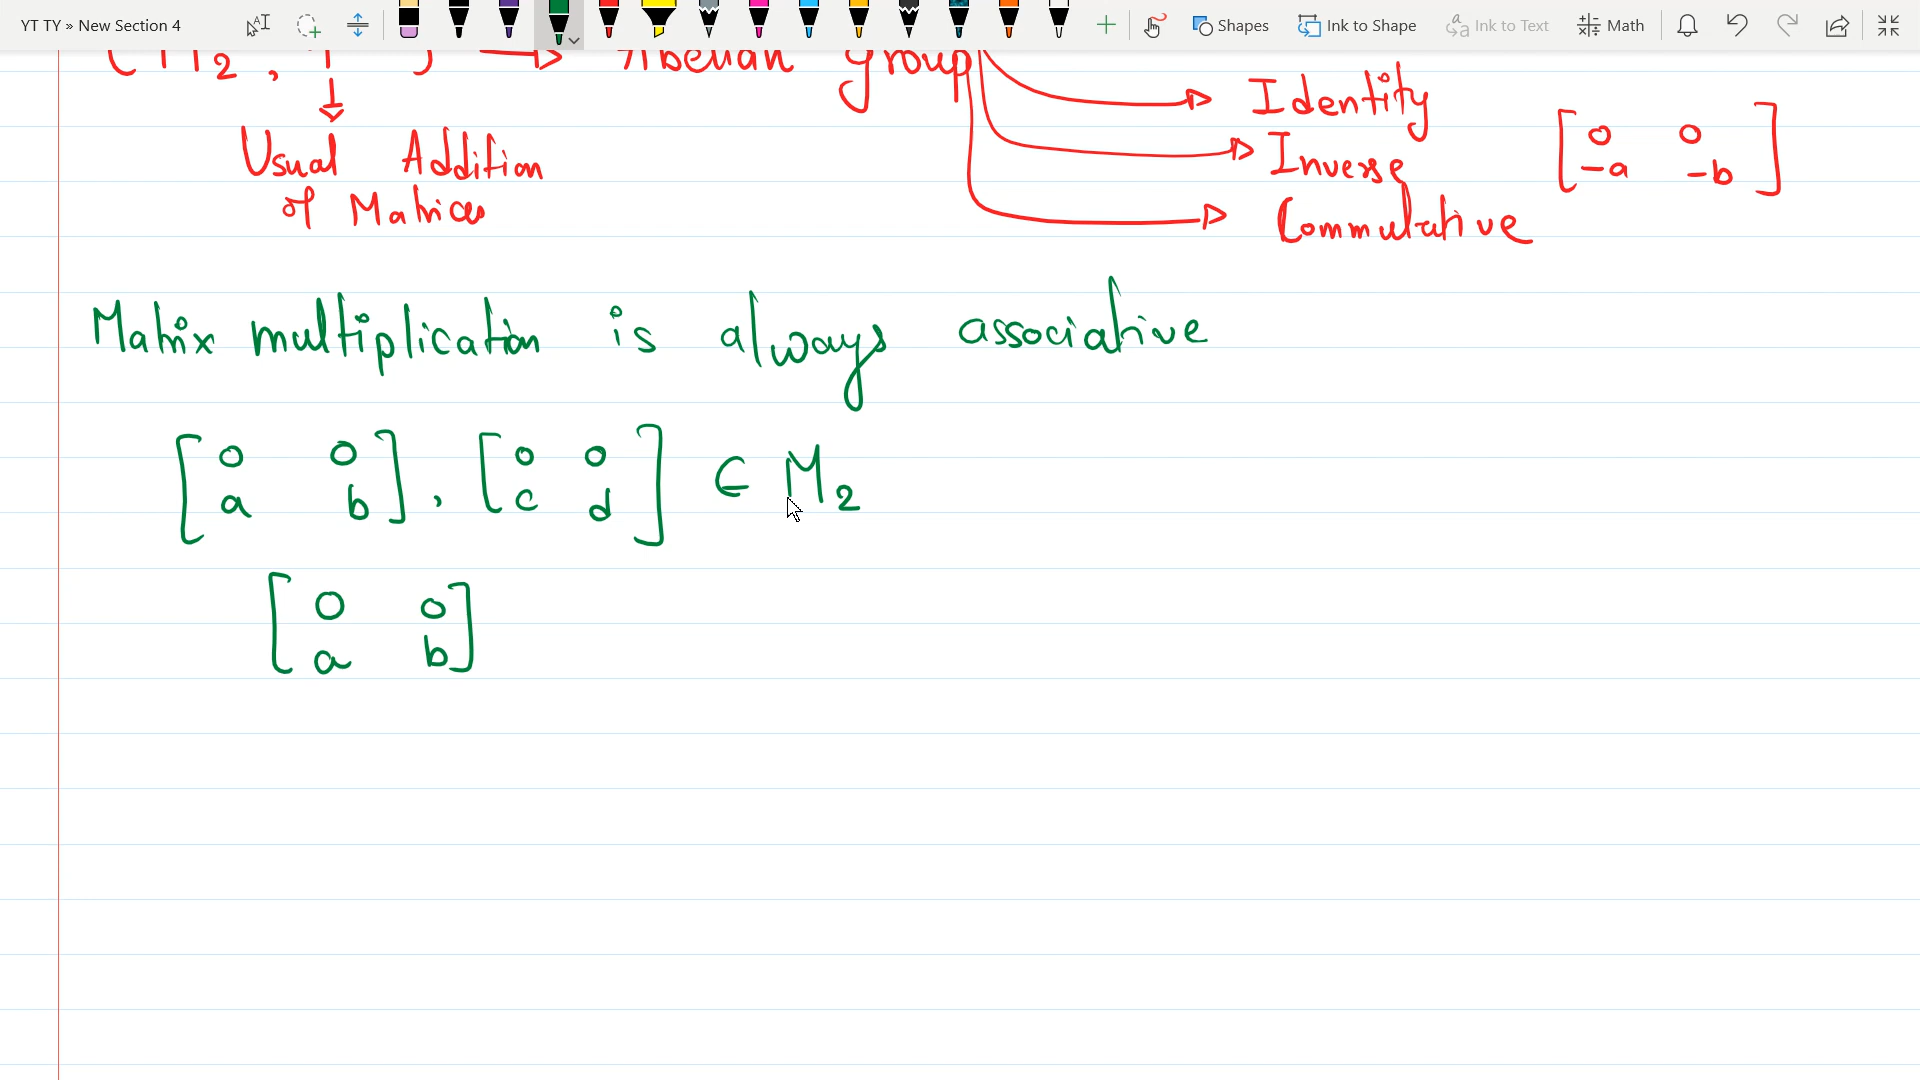 YT TY » New Section 4 Shapes Ink to Shape Ink to Text Math
(M2, + ) → Abelian group
Identity
Usual Addition
of Matrices
Inverse
Commutative
[0 0
-a -b]
Matrix multiplication is always associative
[0 0
a b], [0 0
c d] ∈ M2
[0 0
a b]